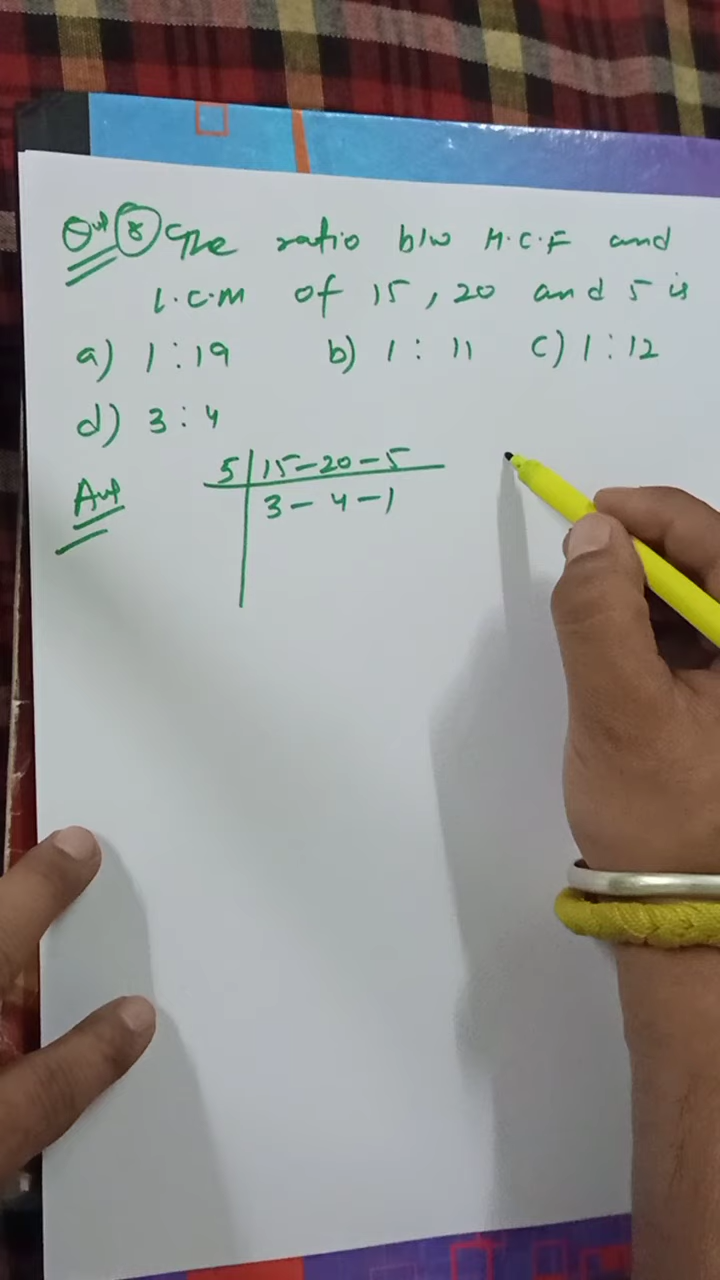 Ques (8) The ratio b/w H.C.F and
L.C.M of 15, 20 and 5 is
a) 1 : 19 b) 1 : 11 c) 1 : 12
d) 3 : 4
Ans
5 | 15 - 20 - 5
3 - 4 - 1